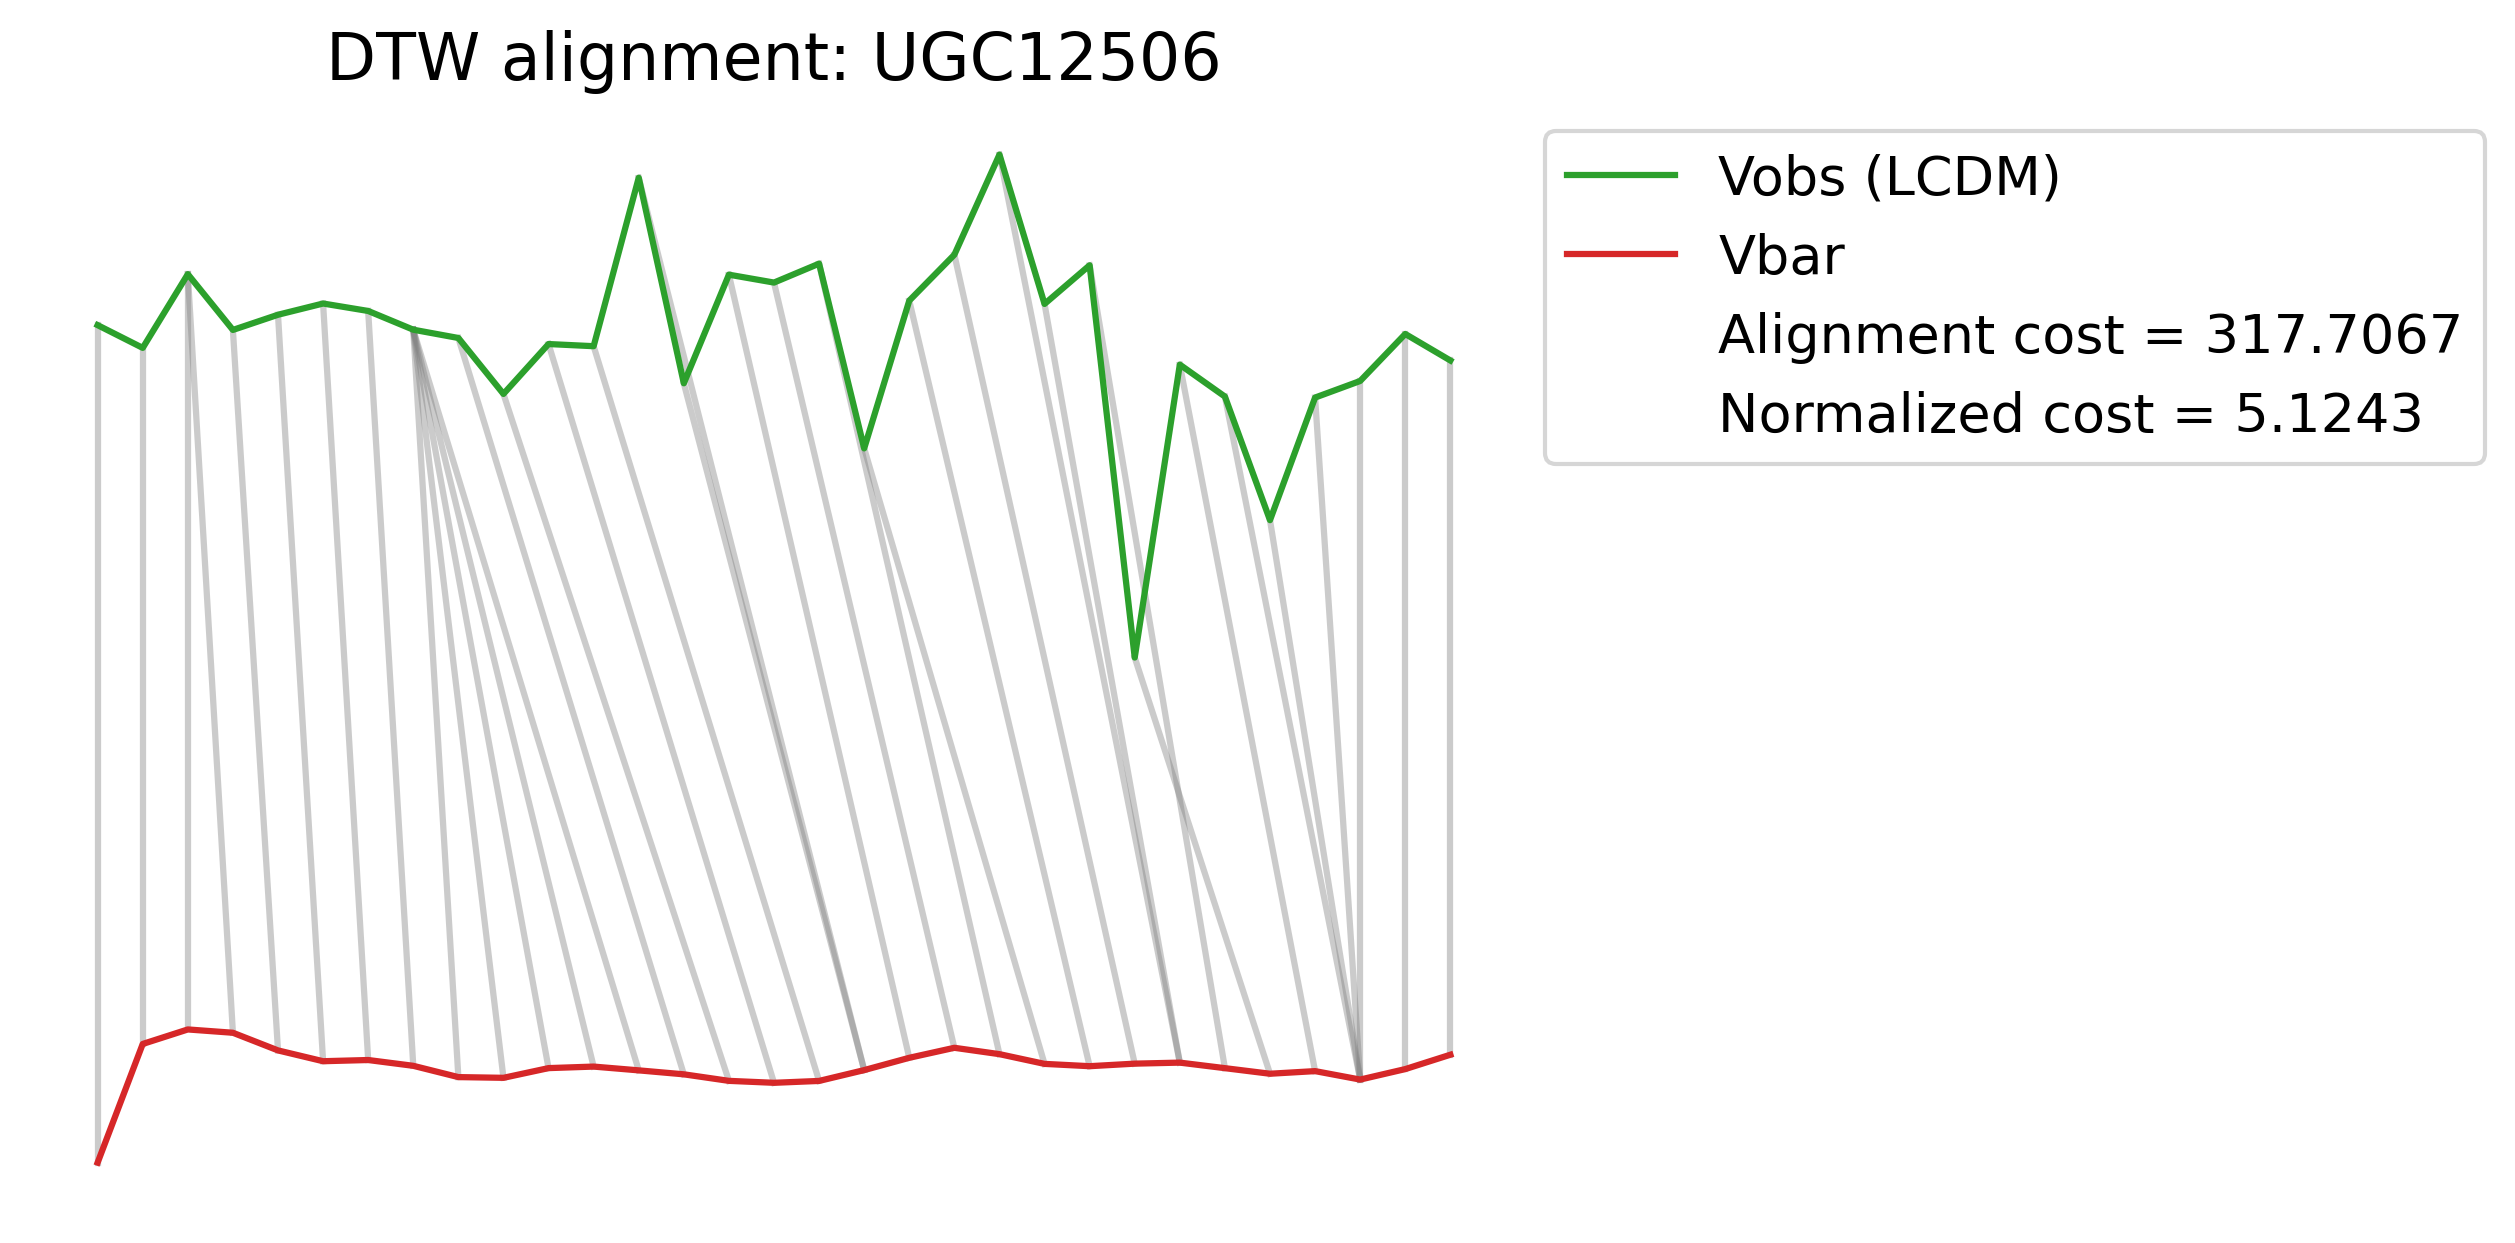 DTW alignment: UGC12506
Vobs (LCDM)
Vbar
Alignment cost = 317.7067
Normalized cost = 5.1243